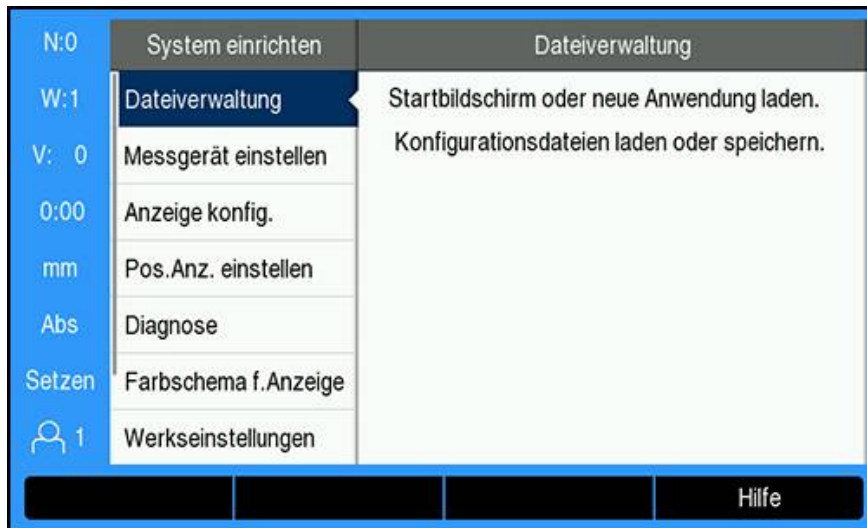 N:0
W:1
V: 0
0:00
mm
Abs
Setzen
1
System einrichten
Dateiverwaltung
Messgerät einstellen
Anzeige konfig.
Pos.Anz. einstellen
Diagnose
Farbschema f.Anzeige
Werkseinstellungen
Dateiverwaltung
Startbildschirm oder neue Anwendung laden.
Konfigurationsdateien laden oder speichern.
Hilfe